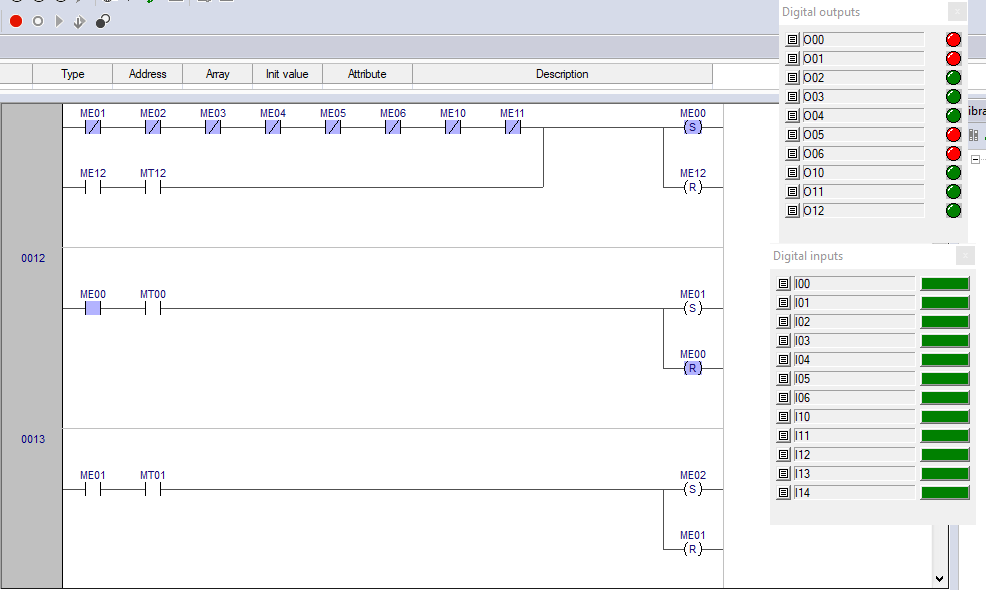 Digital outputs
O00
O01
O02
O03
O04
O05
O06
O10
O11
O12
Type Address Array Init value Attribute Description
ME01 ME02 ME03 ME04 ME05 ME06 ME10 ME11 ME00
(S)
ME12 MT12 ME12
(R)
0012
ME00 MT00 ME01
(S)
ME00
(R)
0013
ME01 MT01 ME02
(S)
ME01
(R)
Digital inputs
I00
I01
I02
I03
I04
I05
I06
I10
I11
I12
I13
I14